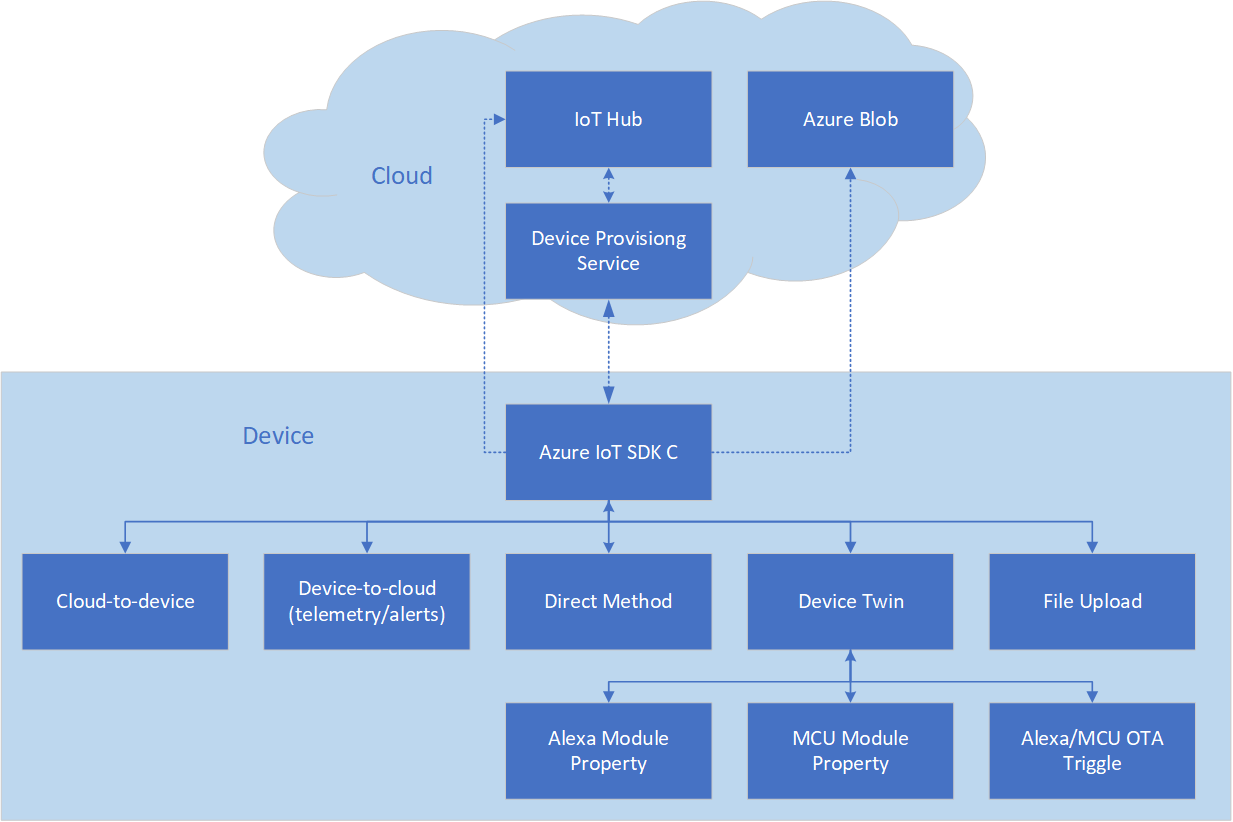 IoT Hub
Azure Blob
Cloud
Device Provisiong
Service
Device
Azure IoT SDK C
Cloud-to-device
Device-to-cloud
(telemetry/alerts)
Direct Method
Device Twin
File Upload
Alexa Module
Property
MCU Module
Property
Alexa/MCU OTA
Triggle